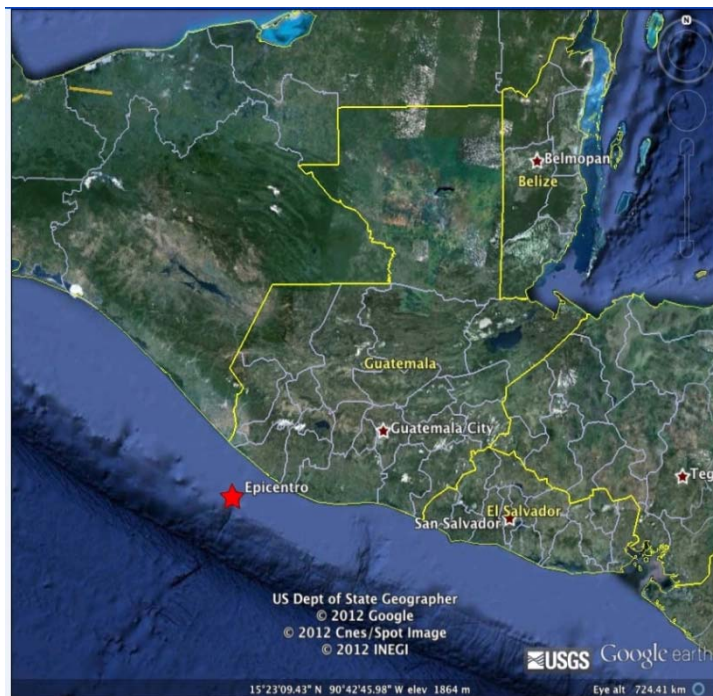 N
Belmopan
Belize
Guatemala
Guatemala City
Epicentro
Teg
El Salvador
San Salvador
US Dept of State Geographer
© 2012 Google
© 2012 Cnes/Spot Image
© 2012 INEGI
USGS Google earth
15°23'09.43" N 90°42'45.98" W elev 1864 m Eye alt 724.41 km